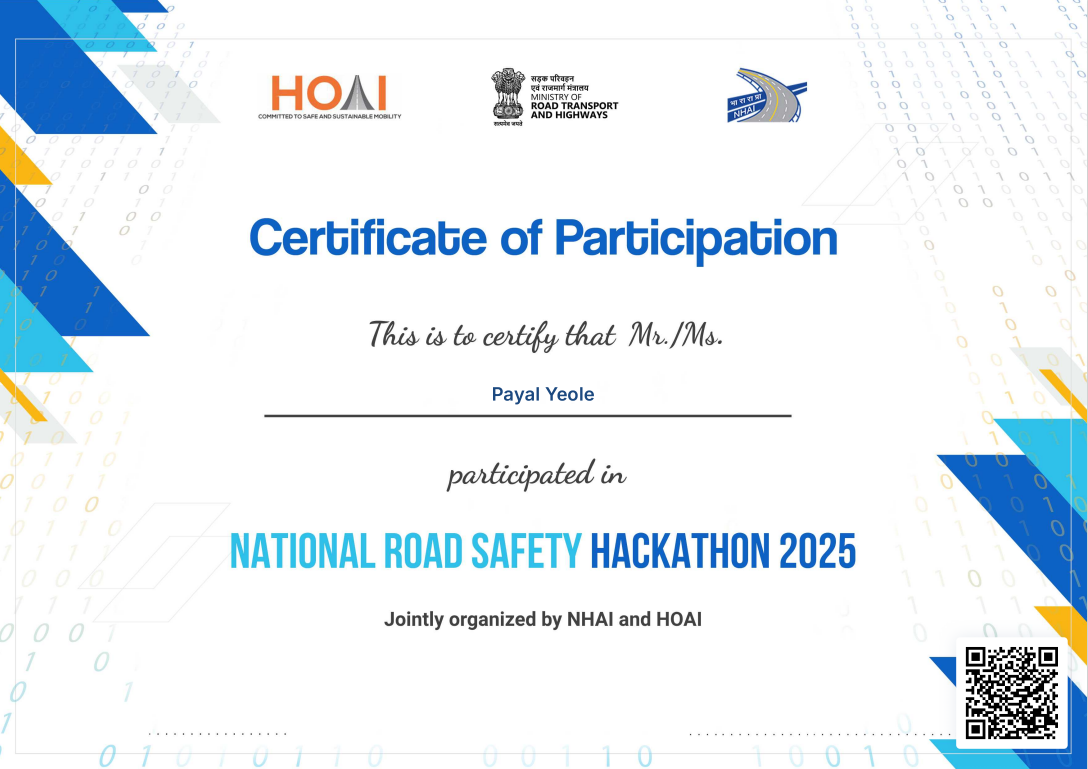 HOAI
COMMITTED TO SAFE AND SUSTAINABLE MOBILITY
सड़क परिवहन
एवं राजमार्ग मंत्रालय
MINISTRY OF
ROAD TRANSPORT
AND HIGHWAYS
सत्यमेव जयते
भा रा रा प्रा
NHAI
Certificate of Participation
This is to certify that Mr./Ms.
Payal Yeole
participated in
NATIONAL ROAD SAFETY HACKATHON 2025
Jointly organized by NHAI and HOAI